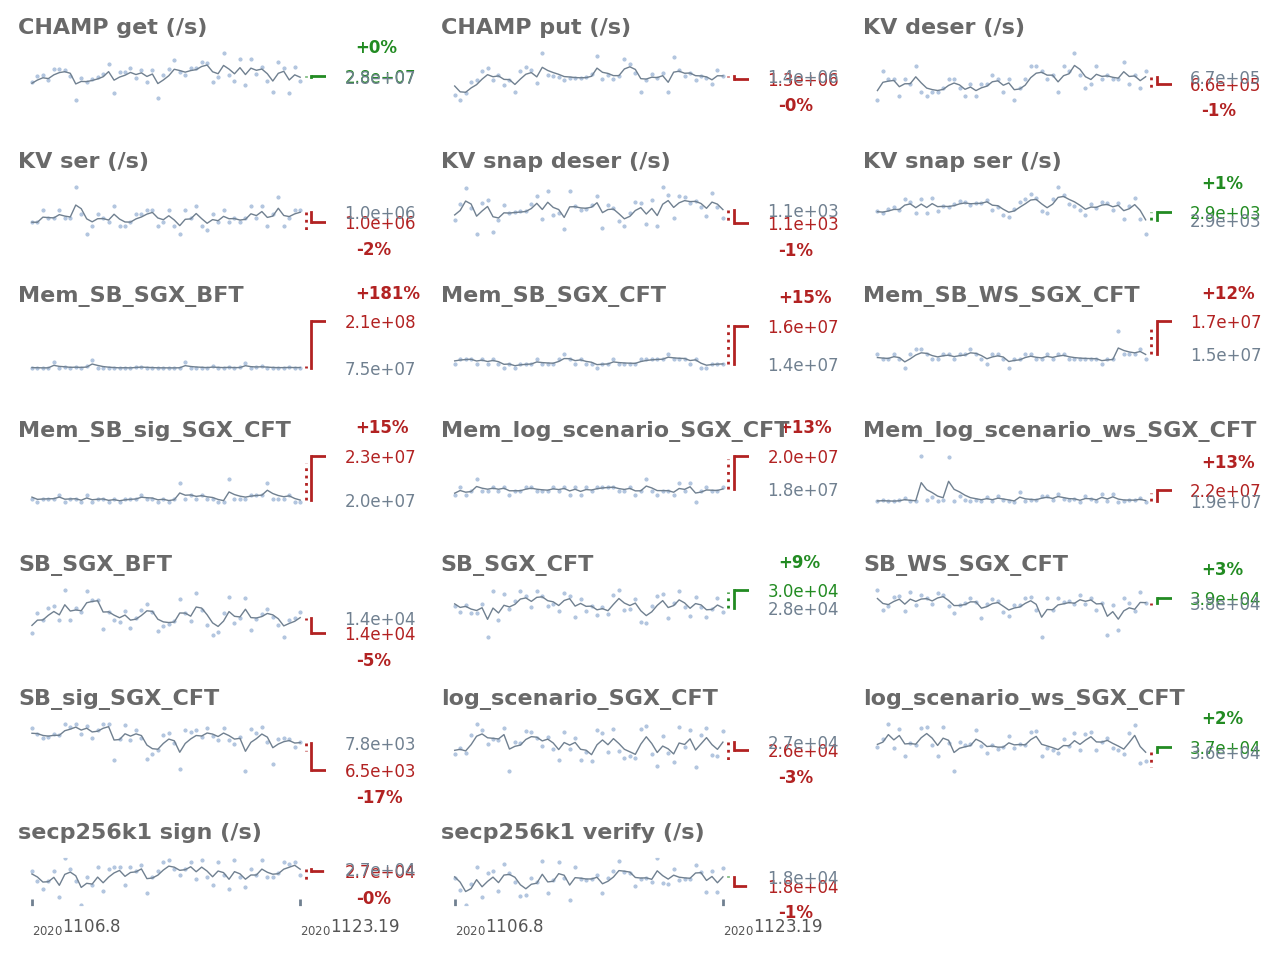 CHAMP get (/s)
+0%
2.8e+07
CHAMP put (/s)
1.4e+06
1.3e+06
-0%
KV deser (/s)
6.7e+05
6.6e+05
-1%
KV ser (/s)
1.0e+06
1.0e+06
-2%
KV snap deser (/s)
1.1e+03
1.1e+03
-1%
KV snap ser (/s)
+1%
2.9e+03
2.9e+03
Mem_SB_SGX_BFT
+181%
2.1e+08
7.5e+07
Mem_SB_SGX_CFT
+15%
1.6e+07
1.4e+07
Mem_SB_WS_SGX_CFT
+12%
1.7e+07
1.5e+07
Mem_SB_sig_SGX_CFT
+15%
2.3e+07
2.0e+07
Mem_log_scenario_SGX_CFT
+13%
2.0e+07
1.8e+07
Mem_log_scenario_ws_SGX_CFT
+13%
2.2e+07
1.9e+07
SB_SGX_BFT
1.4e+04
1.4e+04
-5%
SB_SGX_CFT
+9%
3.0e+04
2.8e+04
SB_WS_SGX_CFT
+3%
3.9e+04
3.8e+04
SB_sig_SGX_CFT
7.8e+03
6.5e+03
-17%
log_scenario_SGX_CFT
2.7e+04
2.6e+04
-3%
log_scenario_ws_SGX_CFT
+2%
3.7e+04
3.6e+04
secp256k1 sign (/s)
2.7e+04
2.7e+04
-0%
secp256k1 verify (/s)
1.8e+04
1.8e+04
-1%
20201106.8
20201123.19
20201106.8
20201123.19